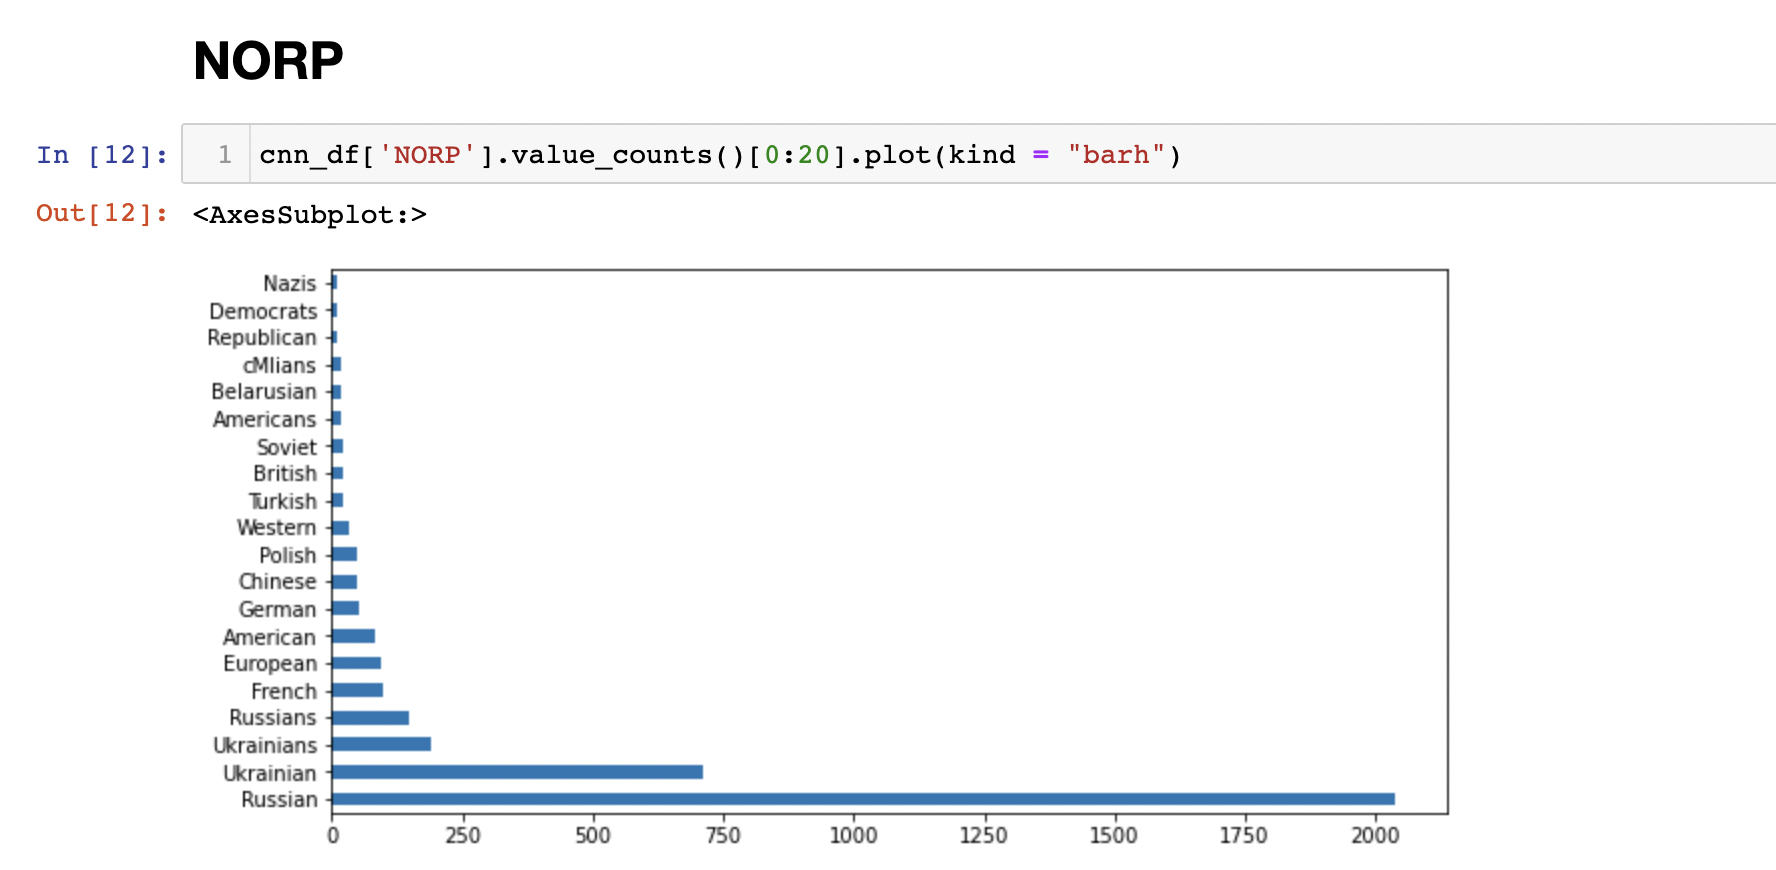 NORP
In [12]: 1 cnn_df['NORP'].value_counts()[0:20].plot(kind = "barh")
Out[12]: <AxesSubplot:>
Nazis
Democrats
Republican
cMlians
Belarusian
Americans
Soviet
British
Turkish
Western
Polish
Chinese
German
American
European
French
Russians
Ukrainians
Ukrainian
Russian
0 250 500 750 1000 1250 1500 1750 2000